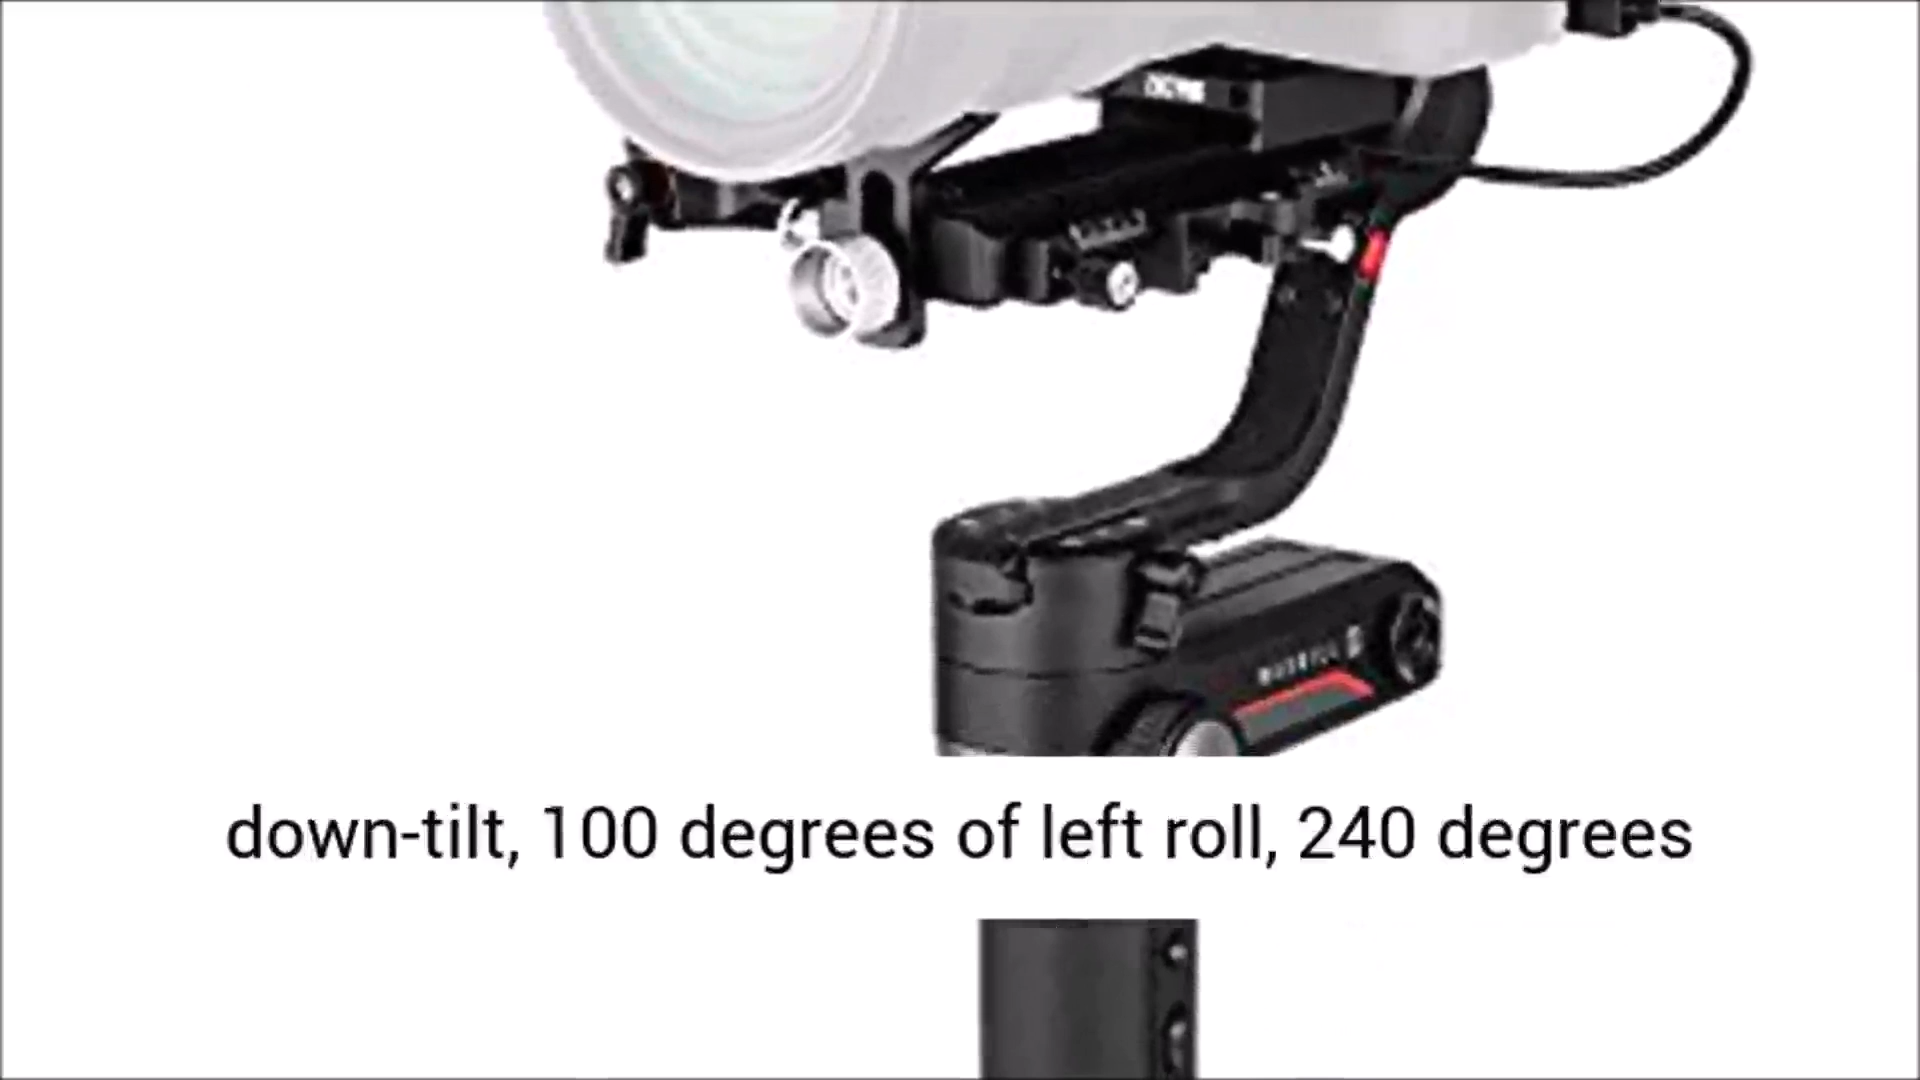 down-tilt, 100 degrees of left roll, 240 degrees